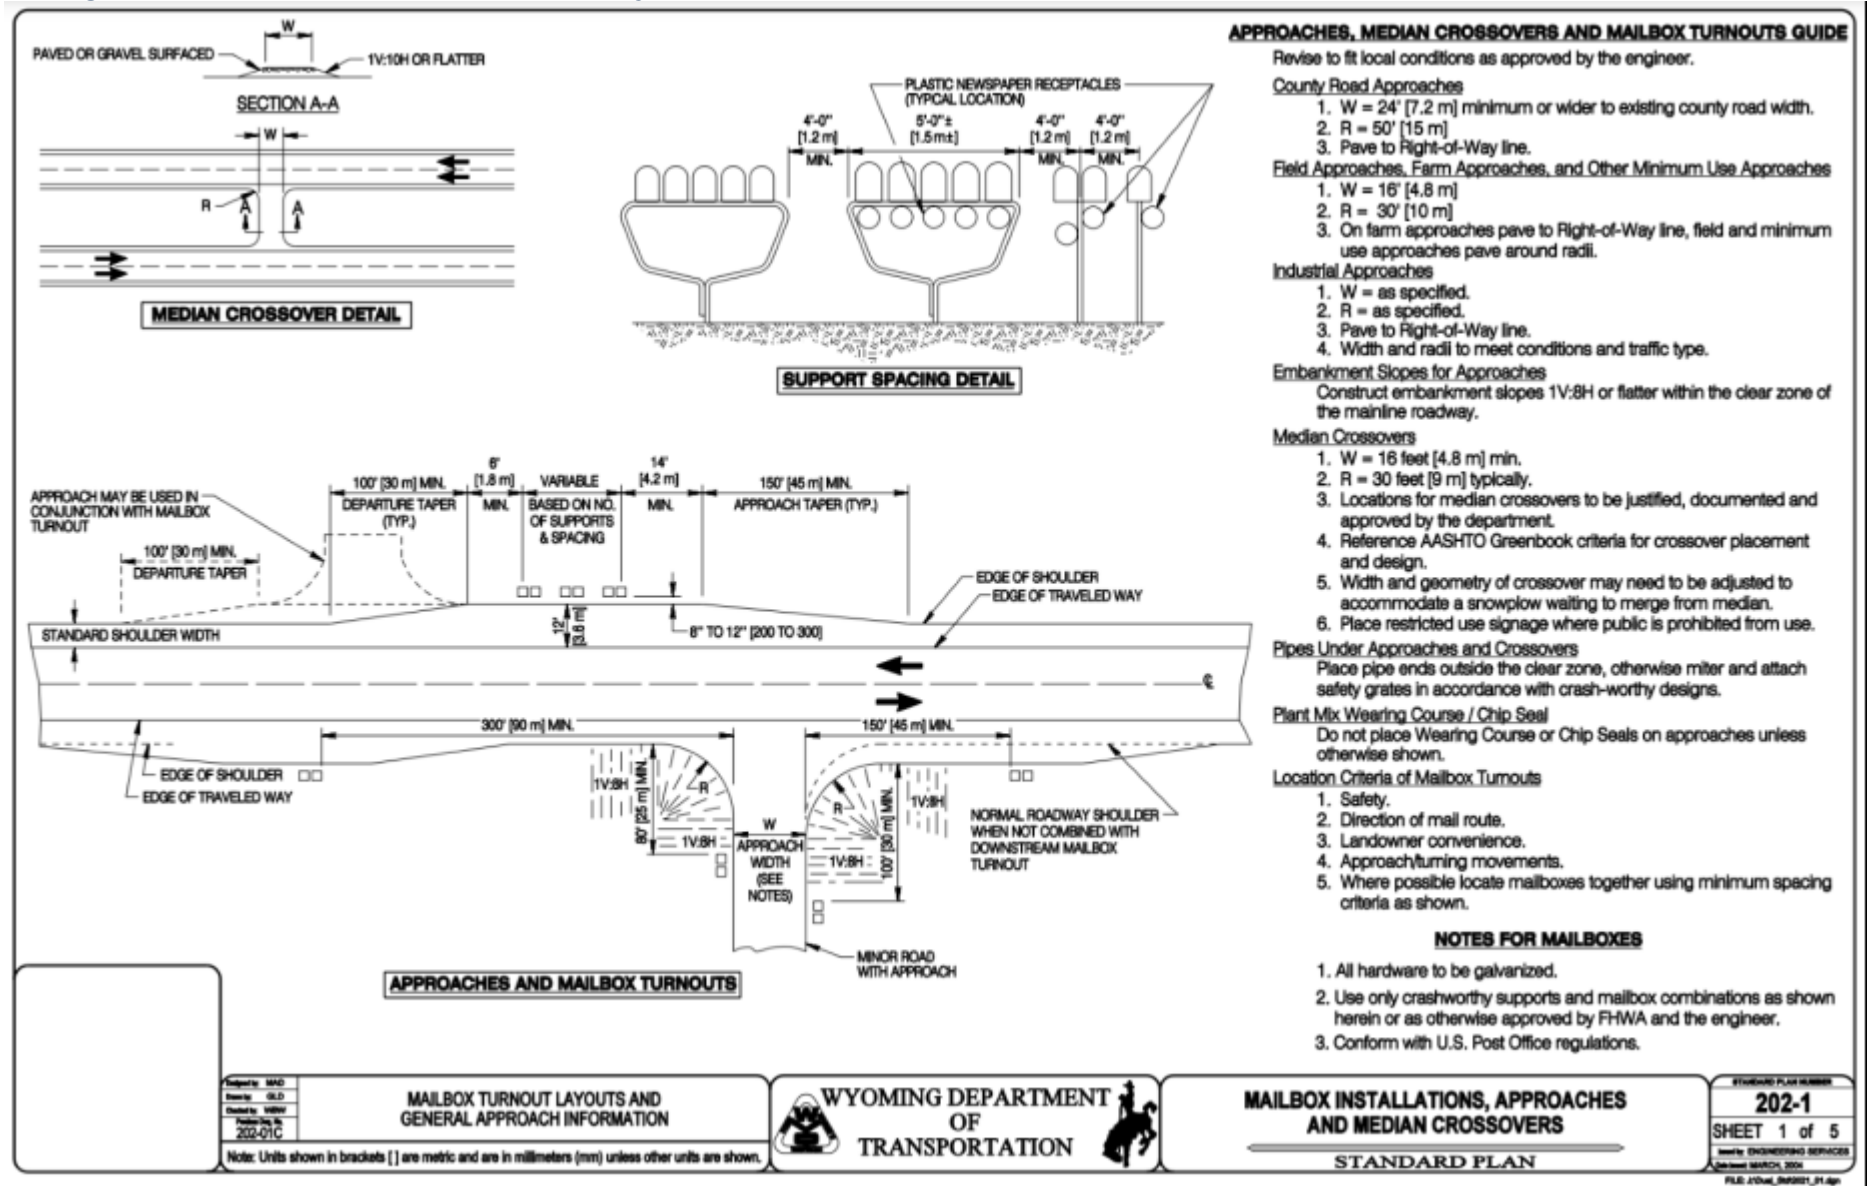 W
PAVED OR GRAVEL SURFACED
1V:10H OR FLATTER
SECTION A-A
W
R
A
A
MEDIAN CROSSOVER DETAIL
PLASTIC NEWSPAPER RECEPTACLES
(TYPICAL LOCATION)
4'-0"
[1.2 m]
MIN.
5'-0"±
[1.5m±]
4'-0"
[1.2 m]
MIN.
4'-0"
[1.2 m]
MIN.
SUPPORT SPACING DETAIL
APPROACH MAY BE USED IN
CONJUNCTION WITH MAILBOX
TURNOUT
100' [30 m] MIN.
DEPARTURE TAPER
100' [30 m] MIN.
DEPARTURE TAPER
(TYP.)
6'
[1.8 m]
MIN.
VARIABLE
BASED ON NO.
OF SUPPORTS
& SPACING
14'
[4.2 m]
MIN.
150' [45 m] MIN.
APPROACH TAPER (TYP.)
EDGE OF SHOULDER
EDGE OF TRAVELED WAY
STANDARD SHOULDER WIDTH
12'
[3.6 m]
8" TO 12" [200 TO 300]
300' [90 m] MIN.
150' [45 m] MIN.
EDGE OF SHOULDER
EDGE OF TRAVELED WAY
1V:8H
80' [25 m] MIN.
R
1V:8H
W
APPROACH
WIDTH
(SEE
NOTES)
R
1V:8H
100' [30 m] MIN.
1V:8H
NORMAL ROADWAY SHOULDER
WHEN NOT COMBINED WITH
DOWNSTREAM MAILBOX
TURNOUT
MINOR ROAD
WITH APPROACH
APPROACHES AND MAILBOX TURNOUTS
APPROACHES, MEDIAN CROSSOVERS AND MAILBOX TURNOUTS GUIDE
Revise to fit local conditions as approved by the engineer.
County Road Approaches
1. W = 24' [7.2 m] minimum or wider to existing county road width.
2. R = 50' [15 m]
3. Pave to Right-of-Way line.
Field Approaches, Farm Approaches, and Other Minimum Use Approaches
1. W = 16' [4.8 m]
2. R = 30' [10 m]
3. On farm approaches pave to Right-of-Way line, field and minimum
use approaches pave around radii.
Industrial Approaches
1. W = as specified.
2. R = as specified.
3. Pave to Right-of-Way line.
4. Width and radii to meet conditions and traffic type.
Embankment Slopes for Approaches
Construct embankment slopes 1V:8H or flatter within the clear zone of
the mainline roadway.
Median Crossovers
1. W = 16 feet [4.8 m] min.
2. R = 30 feet [9 m] typically.
3. Locations for median crossovers to be justified, documented and
approved by the department.
4. Reference AASHTO Greenbook criteria for crossover placement
and design.
5. Width and geometry of crossover may need to be adjusted to
accommodate a snowplow waiting to merge from median.
6. Place restricted use signage where public is prohibited from use.
Pipes Under Approaches and Crossovers
Place pipe ends outside the clear zone, otherwise miter and attach
safety grates in accordance with crash-worthy designs.
Plant Mix Wearing Course / Chip Seal
Do not place Wearing Course or Chip Seals on approaches unless
otherwise shown.
Location Criteria of Mailbox Turnouts
1. Safety.
2. Direction of mail route.
3. Landowner convenience.
4. Approach/turning movements.
5. Where possible locate mailboxes together using minimum spacing
criteria as shown.
NOTES FOR MAILBOXES
1. All hardware to be galvanized.
2. Use only crashworthy supports and mailbox combinations as shown
herein or as otherwise approved by FHWA and the engineer.
3. Conform with U.S. Post Office regulations.
Designed by: MAD
Drawn by: GLD
Checked by:
202-01C
MAILBOX TURNOUT LAYOUTS AND
GENERAL APPROACH INFORMATION
Note: Units shown in brackets [ ] are metric and are in millimeters (mm) unless other units are shown.
WYOMING DEPARTMENT
OF
TRANSPORTATION
MAILBOX INSTALLATIONS, APPROACHES
AND MEDIAN CROSSOVERS
STANDARD PLAN
STANDARD PLAN NUMBER
202-1
SHEET 1 of 5
Issued by: ENGINEERING SERVICES
Date Issued: MARCH, 2004